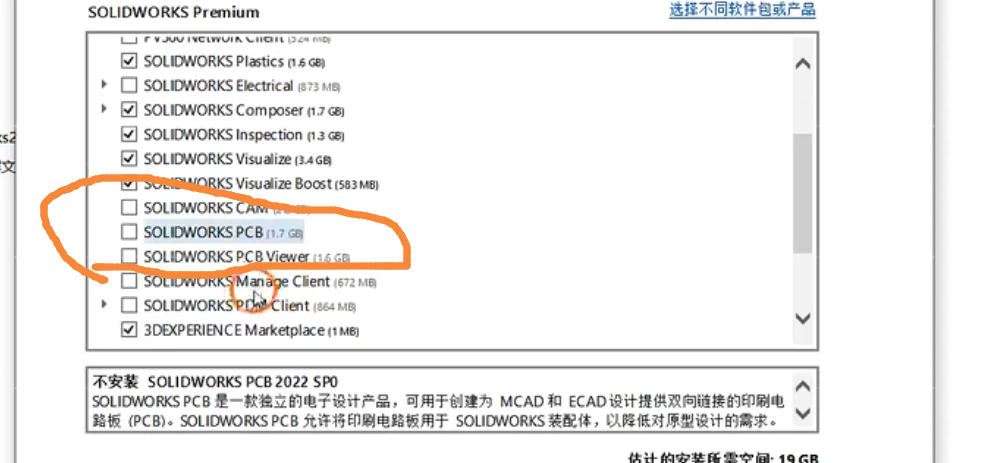 SOLIDWORKS Premium
选择不同软件包或产品
PV360 Network Client (524 MB)
SOLIDWORKS Plastics (1.6 GB)
SOLIDWORKS Electrical (873 MB)
SOLIDWORKS Composer (1.7 GB)
SOLIDWORKS Inspection (1.3 GB)
SOLIDWORKS Visualize (3.4 GB)
SOLIDWORKS Visualize Boost (583 MB)
SOLIDWORKS CAM
SOLIDWORKS PCB (1.7 GB)
SOLIDWORKS PCB Viewer (1.6 GB)
SOLIDWORKS Manage Client (672 MB)
SOLIDWORKS PDM Client (864 MB)
3DEXPERIENCE Marketplace (1 MB)
不安装 SOLIDWORKS PCB 2022 SP0
SOLIDWORKS PCB 是一款独立的电子设计产品，可用于创建为 MCAD 和 ECAD 设计提供双向链接的印刷电
路板 (PCB)。SOLIDWORKS PCB 允许将印刷电路板用于 SOLIDWORKS 装配体，以降低对原型设计的需求。
估计的安装所需空间: 19 GB